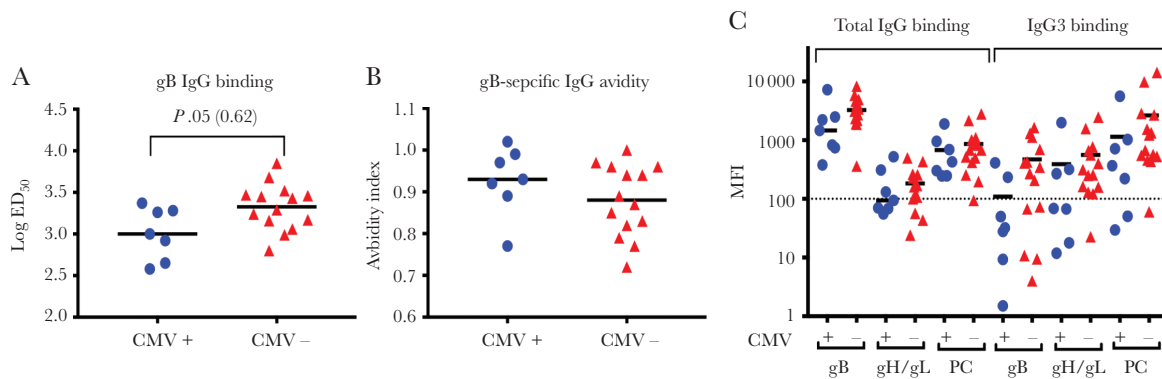 A
gB IgG binding
P .05 (0.62)
Log ED50
4.5
4.0
3.5
3.0
2.5
2.0
CMV +
CMV –
B
gB-sepcific IgG avidity
Avbidity index
1.1
1.0
0.9
0.8
0.7
0.6
CMV +
CMV –
C
Total IgG binding
IgG3 binding
MFI
10 000
1000
100
10
1
CMV + – + – + – + – + – + –
gB gH/gL PC gB gH/gL PC